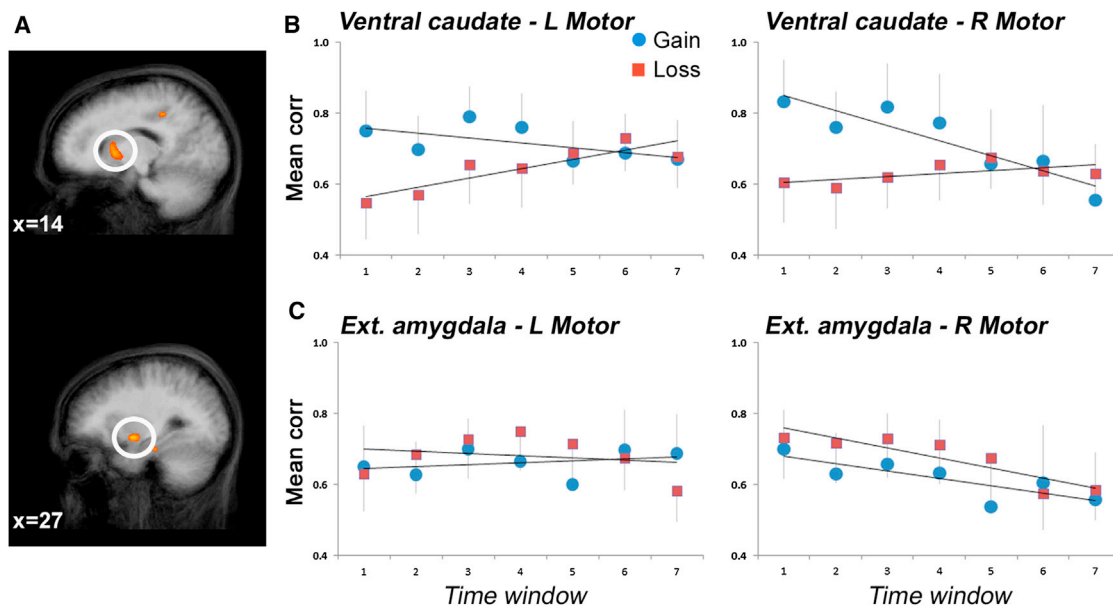 A
x=14
x=27
B
Ventral caudate - L Motor
Gain
Loss
Mean corr
1.0
0.8
0.6
0.4
1 2 3 4 5 6 7
Ventral caudate - R Motor
1.0
0.8
0.6
0.4
1 2 3 4 5 6 7
C
Ext. amygdala - L Motor
Mean corr
1.0
0.8
0.6
0.4
1 2 3 4 5 6 7
Time window
Ext. amygdala - R Motor
1.0
0.8
0.6
0.4
1 2 3 4 5 6 7
Time window